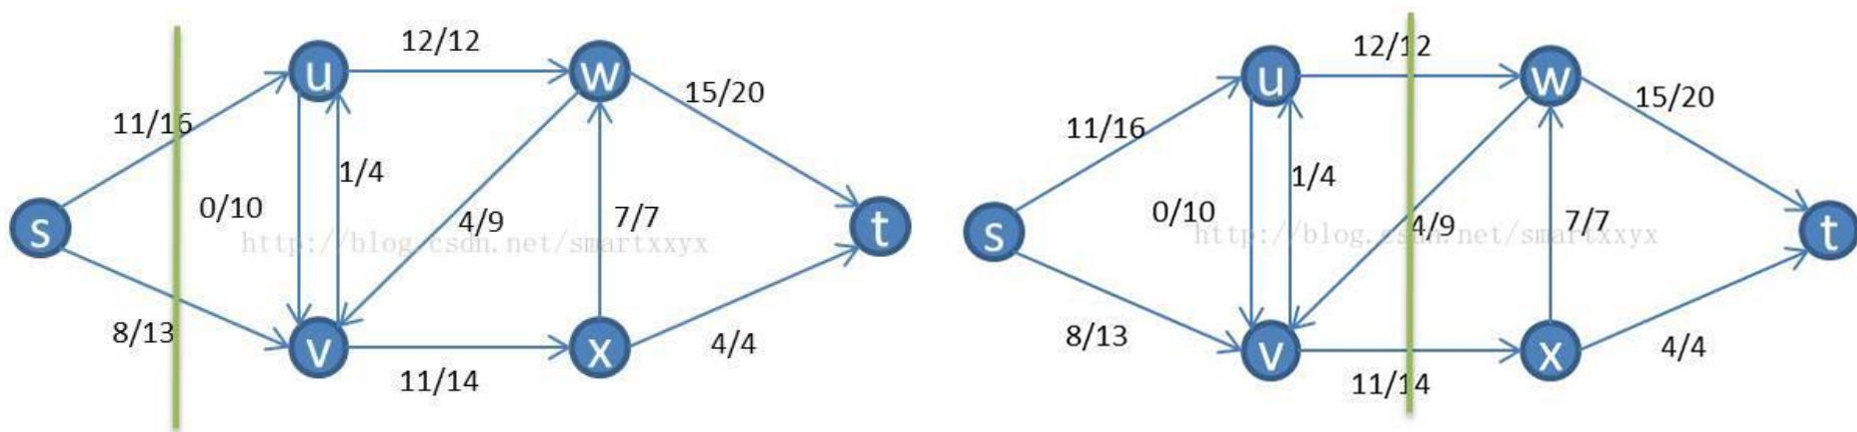 12/12
u
w
15/20
11/16
1/4
0/10
4/9
7/7
s
t
http://blog.csdn.net/smartxxyx
8/13
v
x
4/4
11/14
12/12
u
w
15/20
11/16
1/4
0/10
4/9
7/7
s
t
http://blog.csdn.net/smartxxyx
8/13
v
x
4/4
11/14